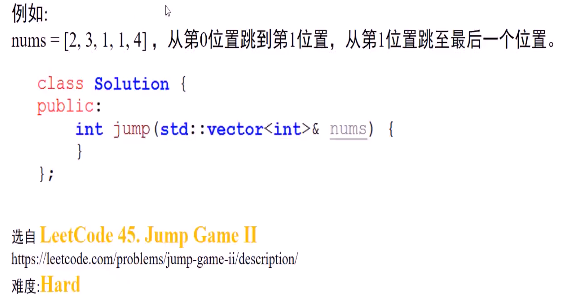 例如:
nums = [2, 3, 1, 1, 4] ，从第0位置跳到第1位置，从第1位置跳至最后一个位置。
class Solution {
public:
    int jump(std::vector<int>& nums) {
    }
};
选自 LeetCode 45. Jump Game II
https://leetcode.com/problems/jump-game-ii/description/
难度:Hard